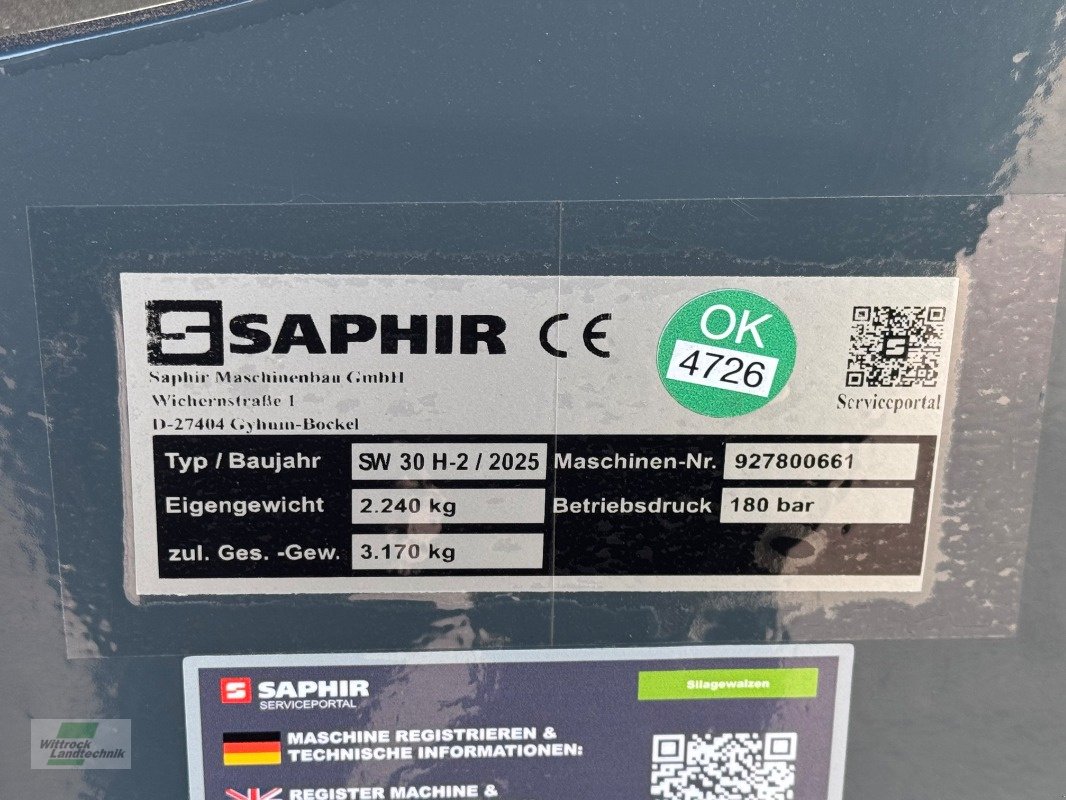 SAPHIR CE
Saphir Maschinenbau GmbH
Wichernstraße 1
D-27404 Gyhum-Bockel
OK
4726
Serviceportal
Typ / Baujahr SW 30 H-2 / 2025 Maschinen-Nr. 927800661
Eigengewicht 2.240 kg Betriebsdruck 180 bar
zul. Ges. -Gew. 3.170 kg
SAPHIR
SERVICEPORTAL
Silagewalzen
MASCHINE REGISTRIEREN &
TECHNISCHE INFORMATIONEN:
REGISTER MACHINE &
Wittrock
Landtechnik